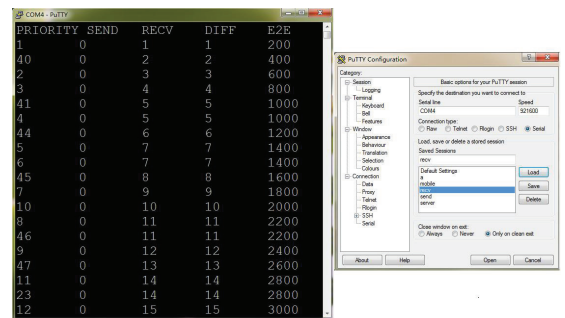 COM4 - PuTTY
PRIORITY SEND RECV DIFF E2E
1 0 1 1 200
40 0 2 2 400
2 0 3 3 600
3 0 4 4 800
41 0 5 5 1000
4 0 5 5 1000
44 0 6 6 1200
5 0 7 7 1400
6 0 7 7 1400
45 0 8 8 1600
7 0 9 9 1800
10 0 10 10 2000
8 0 11 11 2200
46 0 11 11 2200
9 0 12 12 2400
47 0 13 13 2600
11 0 14 14 2800
23 0 14 14 2800
12 0 15 15 3000
PuTTY Configuration
Category:
Session
Logging
Terminal
Keyboard
Bell
Features
Window
Appearance
Behaviour
Translation
Selection
Colours
Connection
Data
Proxy
Telnet
Rlogin
SSH
Serial
Basic options for your PuTTY session
Specify the destination you want to connect to
Serial line Speed
COM4 921600
Connection type:
Raw Telnet Rlogin SSH Serial
Load, save or delete a stored session
Saved Sessions
recv
Default Settings
a
mobile
recv
send
server
Load
Save
Delete
Close window on exit:
Always Never Only on clean exit
About Help Open Cancel